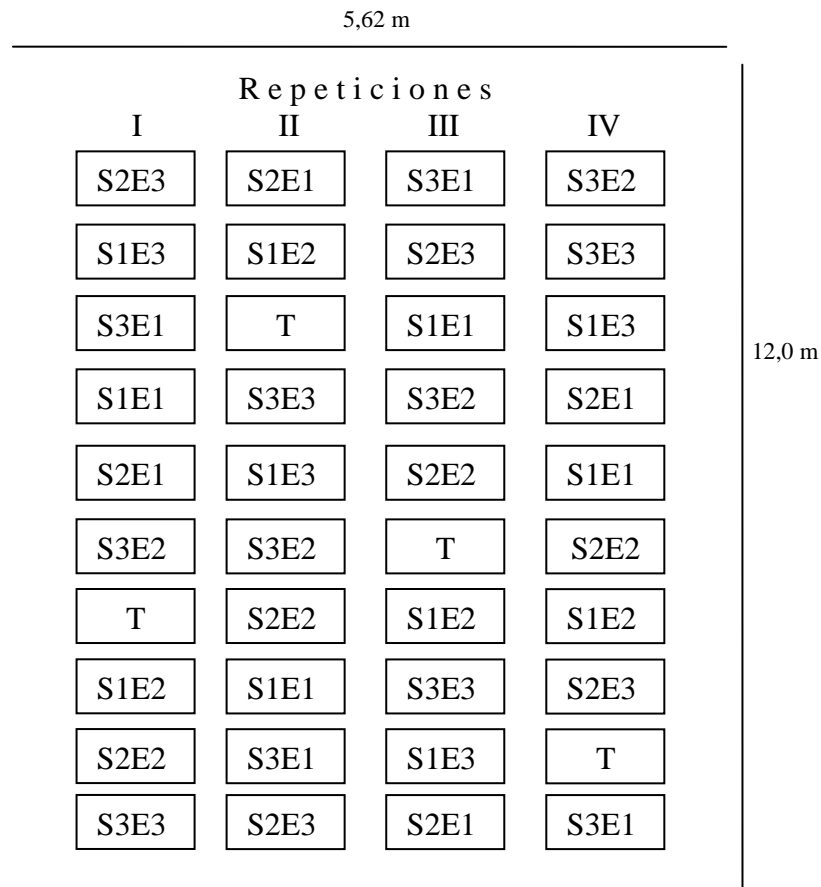 5,62 m
Repeticiones
I II III IV
S2E3 S2E1 S3E1 S3E2
S1E3 S1E2 S2E3 S3E3
S3E1 T S1E1 S1E3
12,0 m
S1E1 S3E3 S3E2 S2E1
S2E1 S1E3 S2E2 S1E1
S3E2 S3E2 T S2E2
T S2E2 S1E2 S1E2
S1E2 S1E1 S3E3 S2E3
S2E2 S3E1 S1E3 T
S3E3 S2E3 S2E1 S3E1